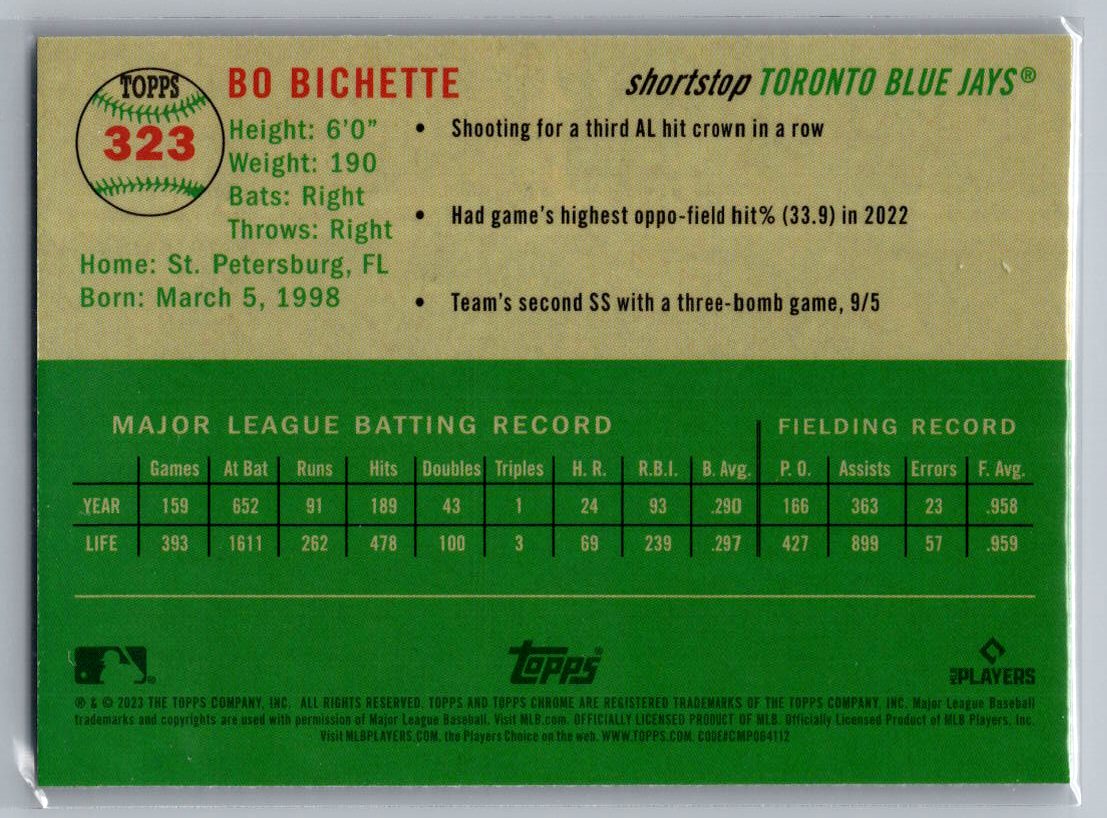 TOPPS
323
BO BICHETTE
shortstop TORONTO BLUE JAYS®
Height: 6'0"
Weight: 190
Bats: Right
Throws: Right
Home: St. Petersburg, FL
Born: March 5, 1998
• Shooting for a third AL hit crown in a row
• Had game's highest oppo-field hit% (33.9) in 2022
• Team's second SS with a three-bomb game, 9/5
MAJOR LEAGUE BATTING RECORD FIELDING RECORD
Games At Bat Runs Hits Doubles Triples H. R. R.B.I. B. Avg. P. O. Assists Errors F. Avg.
YEAR 159 652 91 189 43 1 24 93 .290 166 363 23 .958
LIFE 393 1611 262 478 100 3 69 239 .297 427 899 57 .959
topps
MLB PLAYERS
® & © 2023 THE TOPPS COMPANY, INC. ALL RIGHTS RESERVED. TOPPS AND TOPPS CHROME ARE REGISTERED TRADEMARKS OF THE TOPPS COMPANY, INC. Major League Baseball
trademarks and copyrights are used with permission of Major League Baseball. Visit MLB.com. OFFICIALLY LICENSED PRODUCT OF MLB. Officially Licensed Product of MLB Players, Inc.
Visit MLBPLAYERS.COM, the Players Choice on the web. WWW.TOPPS.COM. CODE#CMP064112